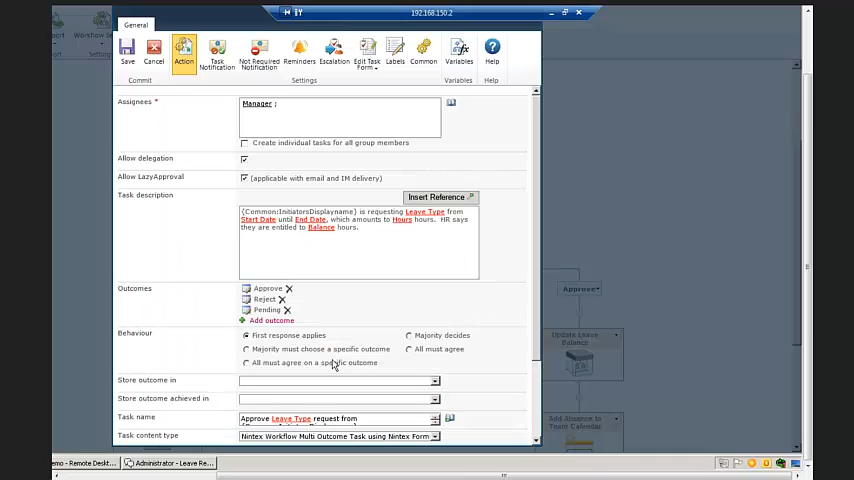 192.168.150.2
General
Save
Cancel
Action
Task Notification
Not Required Notification
Reminders
Escalation
Edit Task Form
Labels
Common
Variables
Help
Commit
Settings
Variables
Help
Assignees *
Manager ;
Create individual tasks for all group members
Allow delegation
Allow LazyApproval
(applicable with email and IM delivery)
Task description
Insert Reference
{Common:InitiatorsDisplayname} is requesting Leave Type from
Start Date until End Date, which amounts to Hours hours. HR says
they are entitled to Balance hours.
Outcomes
Approve
Reject
Pending
Add outcome
Behaviour
First response applies
Majority decides
Majority must choose a specific outcome
All must agree
All must agree on a specific outcome
Store outcome in
Store outcome achieved in
Task name
Approve Leave Type request from
Task content type
Nintex Workflow Multi Outcome Task using Nintex Form
Approve
Update Leave Balance
Add Absence to Team Calendar
emo - Remote Deskt...
Administrator - Leave Re...